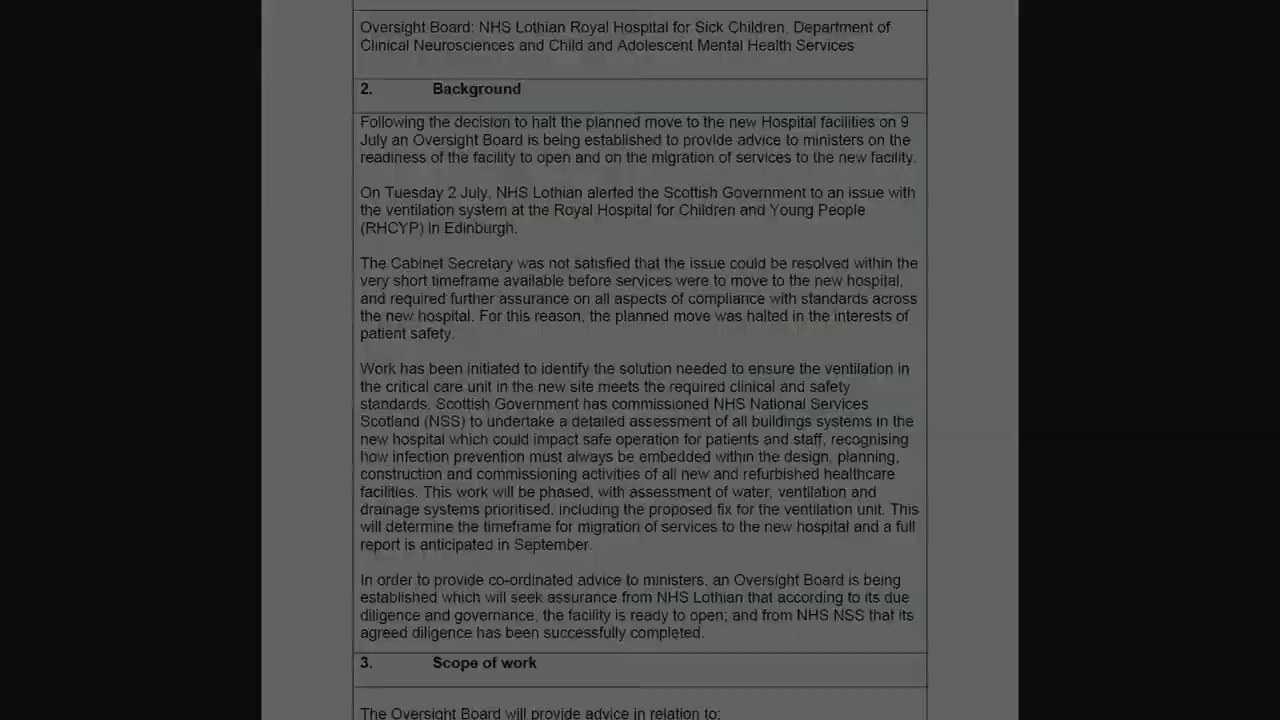 Oversight Board: NHS Lothian Royal Hospital for Sick Children, Department of
Clinical Neurosciences and Child and Adolescent Mental Health Services
2. Background
Following the decision to halt the planned move to the new Hospital facilities on 9
July an Oversight Board is being established to provide advice to ministers on the
readiness of the facility to open and on the migration of services to the new facility.
On Tuesday 2 July, NHS Lothian alerted the Scottish Government to an issue with
the ventilation system at the Royal Hospital for Children and Young People
(RHCYP) in Edinburgh.
The Cabinet Secretary was not satisfied that the issue could be resolved within the
very short timeframe available before services were to move to the new hospital,
and required further assurance on all aspects of compliance with standards across
the new hospital. For this reason, the planned move was halted in the interests of
patient safety.
Work has been initiated to identify the solution needed to ensure the ventilation in
the critical care unit in the new site meets the required clinical and safety
standards. Scottish Government has commissioned NHS National Services
Scotland (NSS) to undertake a detailed assessment of all buildings systems in the
new hospital which could impact safe operation for patients and staff, recognising
how infection prevention must always be embedded within the design, planning,
construction and commissioning activities of all new and refurbished healthcare
facilities. This work will be phased, with assessment of water, ventilation and
drainage systems prioritised, including the proposed fix for the ventilation unit. This
will determine the timeframe for migration of services to the new hospital and a full
report is anticipated in September.
In order to provide co-ordinated advice to ministers, an Oversight Board is being
established which will seek assurance from NHS Lothian that according to its due
diligence and governance, the facility is ready to open; and from NHS NSS that its
agreed diligence has been successfully completed.
3. Scope of work
The Oversight Board will provide advice in relation to: